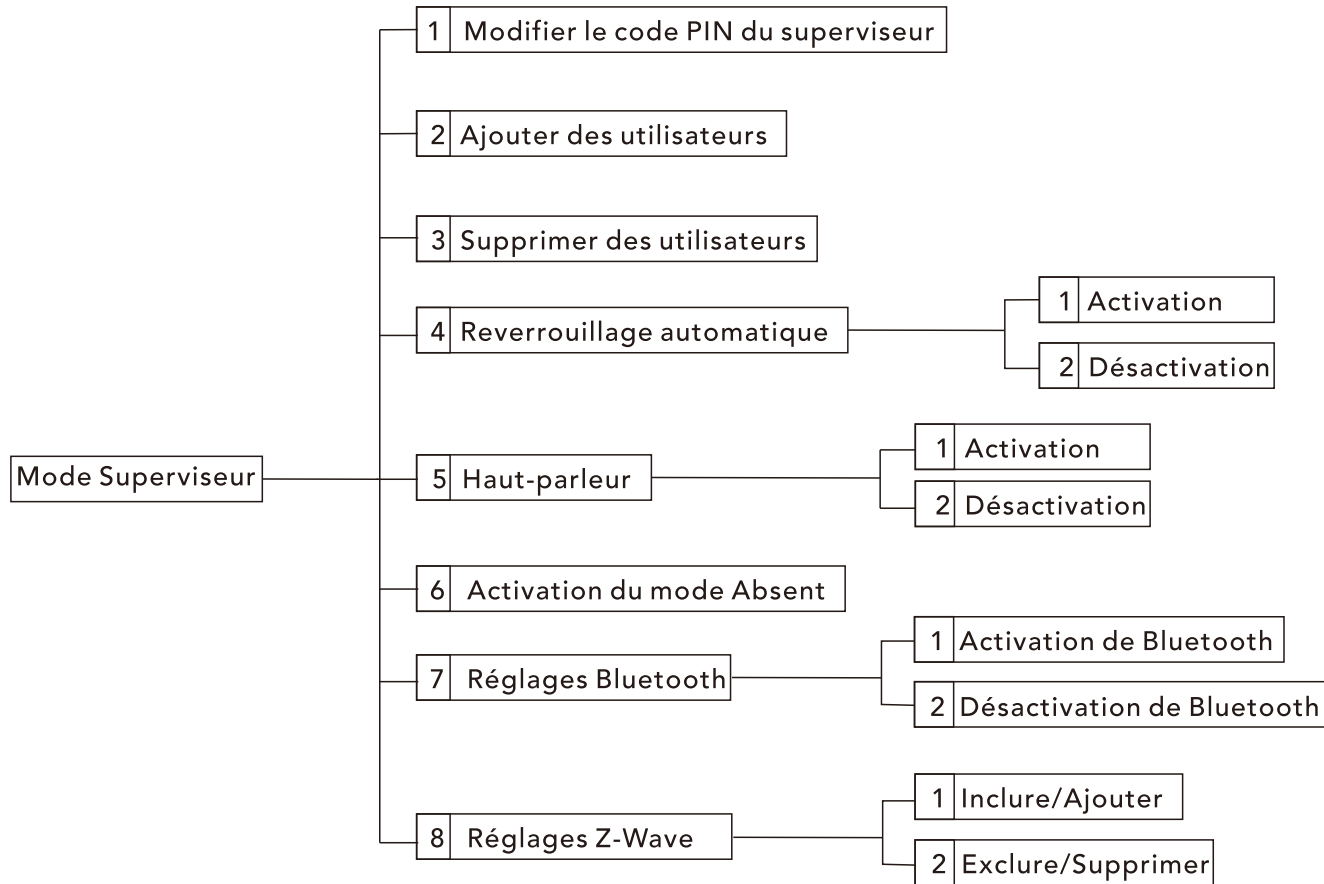 1 Modifier le code PIN du superviseur
2 Ajouter des utilisateurs
3 Supprimer des utilisateurs
4 Reverrouillage automatique
1 Activation
2 Désactivation
Mode Superviseur
5 Haut-parleur
1 Activation
2 Désactivation
6 Activation du mode Absent
7 Réglages Bluetooth
1 Activation de Bluetooth
2 Désactivation de Bluetooth
8 Réglages Z-Wave
1 Inclure/Ajouter
2 Exclure/Supprimer